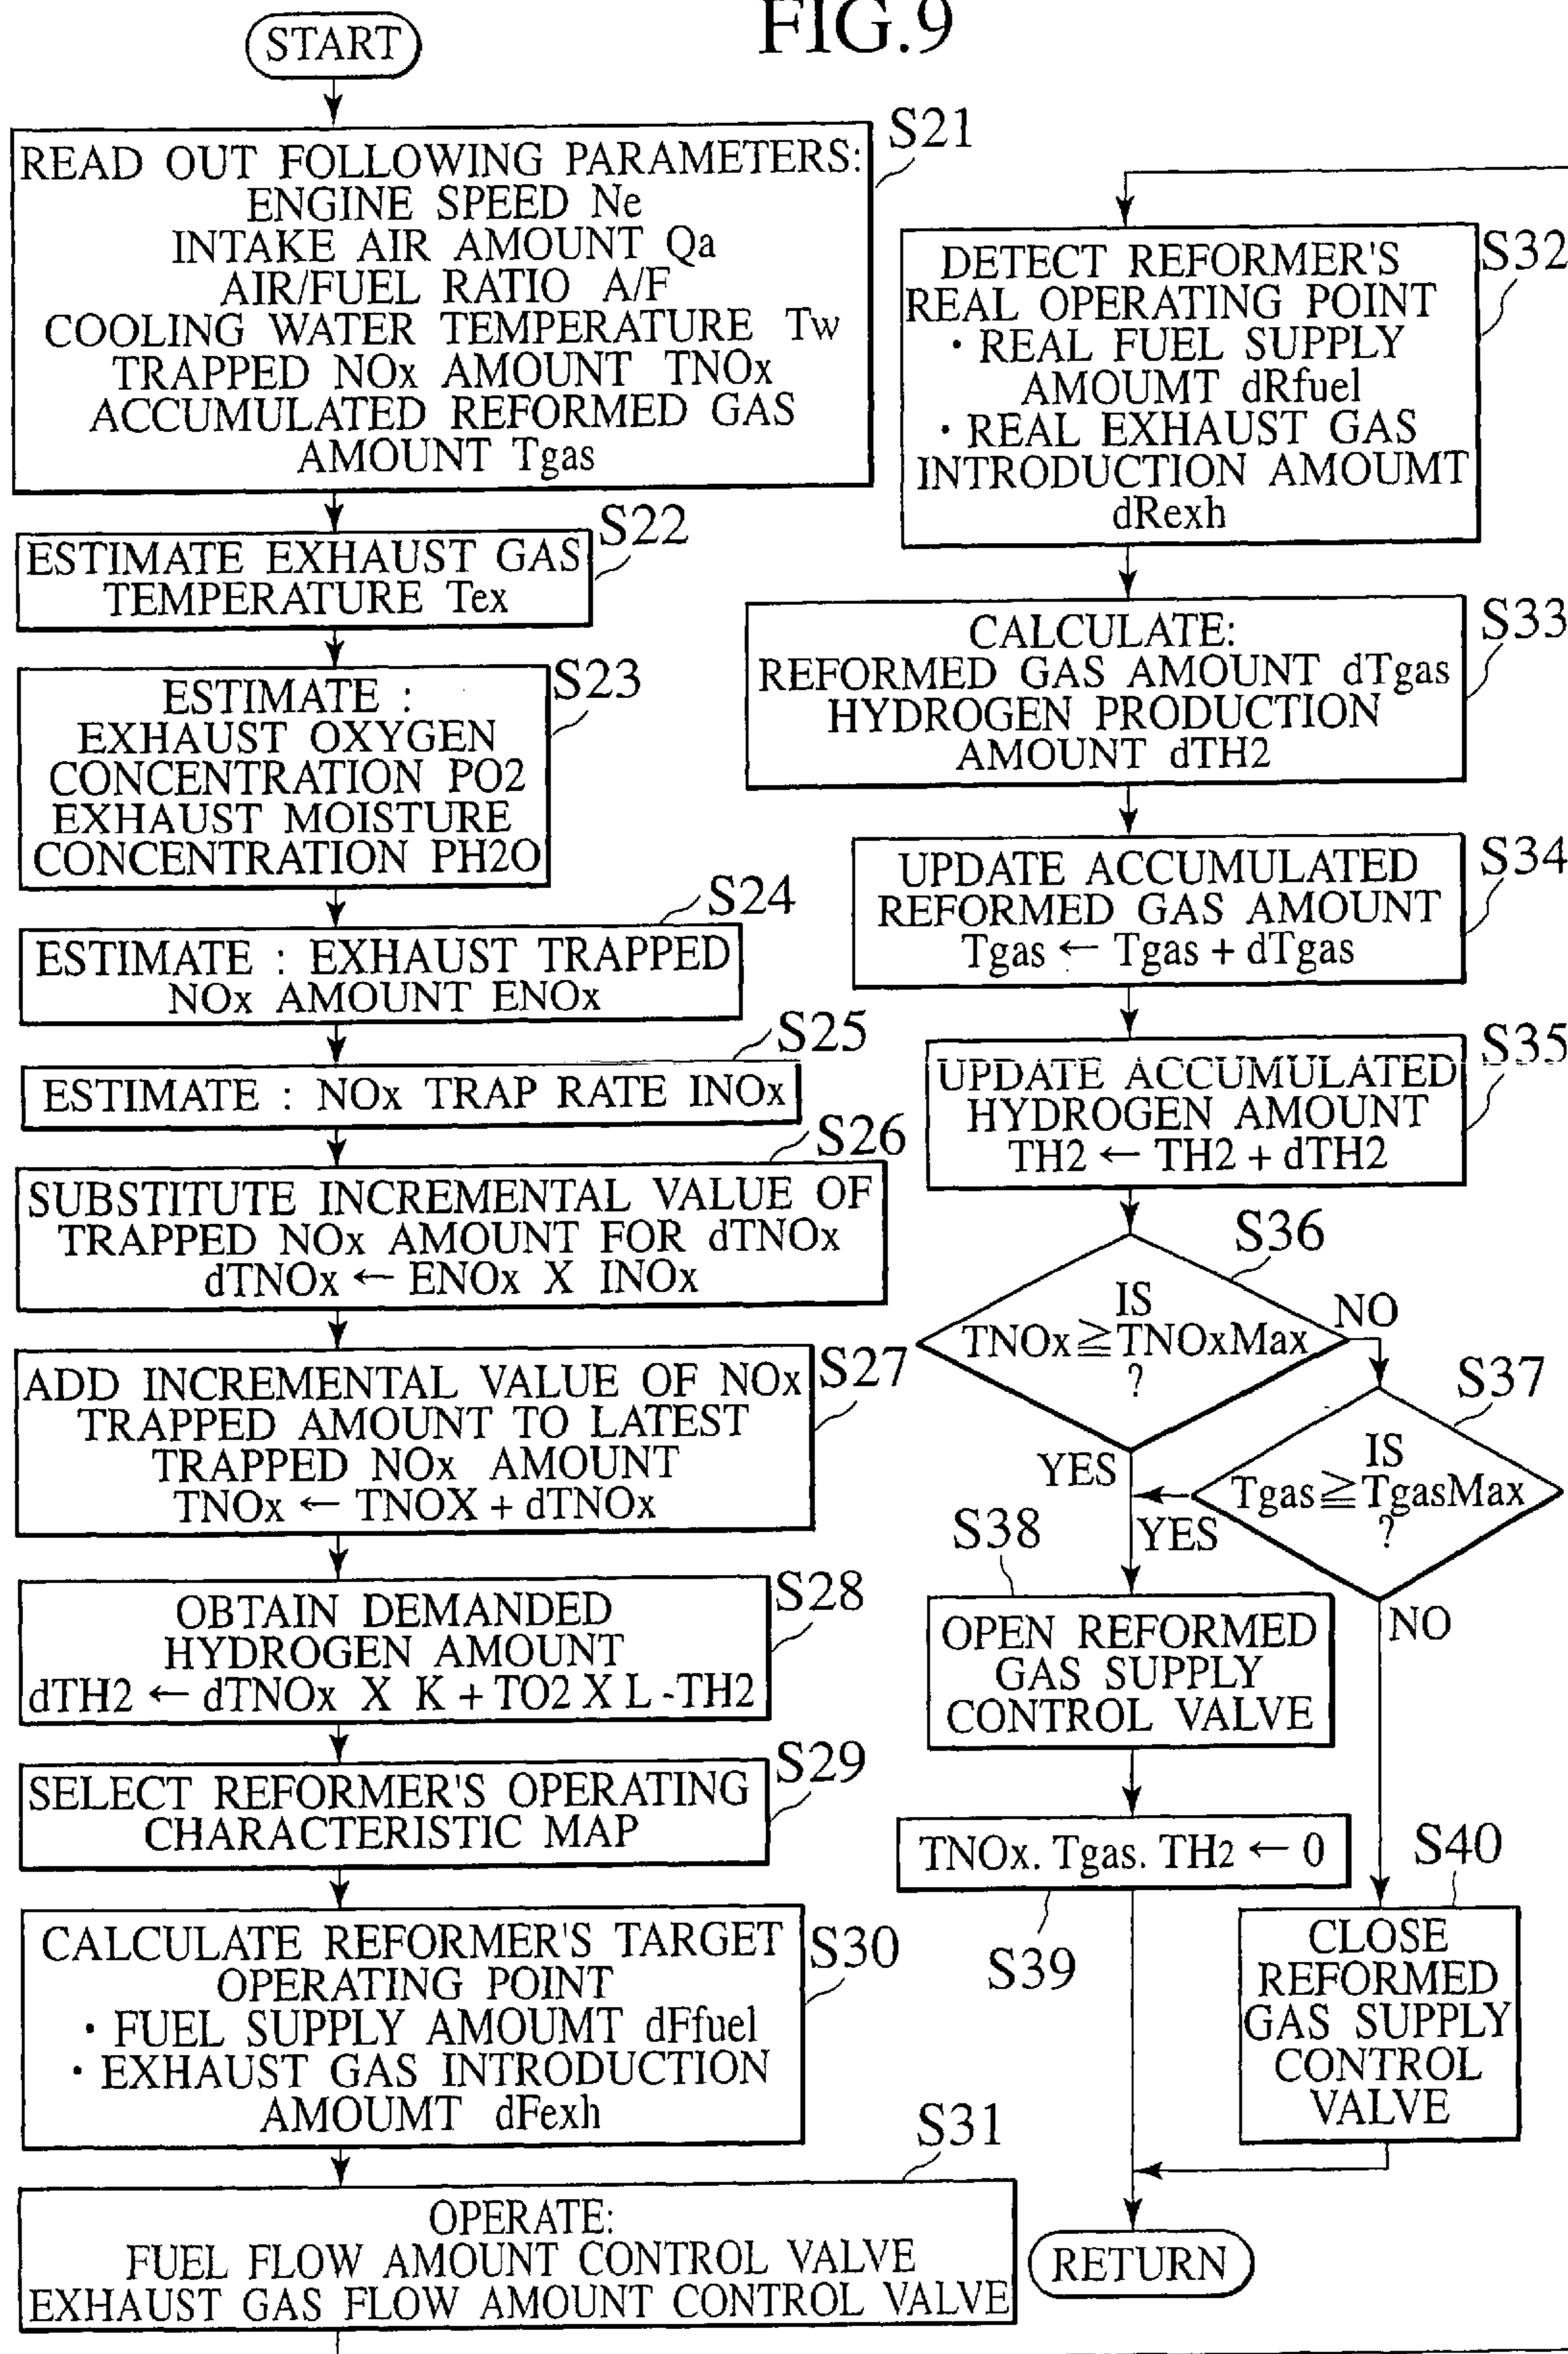 FIG.9
START
S21
READ OUT FOLLOWING PARAMETERS:
ENGINE SPEED Ne
INTAKE AIR AMOUNT Qa
AIR/FUEL RATIO A/F
COOLING WATER TEMPERATURE Tw
TRAPPED NOx AMOUNT TNOx
ACCUMULATED REFORMED GAS
AMOUNT Tgas
S22
ESTIMATE EXHAUST GAS
TEMPERATURE Tex
S23
ESTIMATE :
EXHAUST OXYGEN
CONCENTRATION PO2
EXHAUST MOISTURE
CONCENTRATION PH2O
S24
ESTIMATE : EXHAUST TRAPPED
NOx AMOUNT ENOx
S25
ESTIMATE : NOx TRAP RATE INOx
S26
SUBSTITUTE INCREMENTAL VALUE OF
TRAPPED NOx AMOUNT FOR dTNOx
dTNOx ← ENOx X INOx
S27
ADD INCREMENTAL VALUE OF NOx
TRAPPED AMOUNT TO LATEST
TRAPPED NOx AMOUNT
TNOx ← TNOX + dTNOx
S28
OBTAIN DEMANDED
HYDROGEN AMOUNT
dTH2 ← dTNOx X K + TO2 X L -TH2
S29
SELECT REFORMER'S OPERATING
CHARACTERISTIC MAP
S30
CALCULATE REFORMER'S TARGET
OPERATING POINT
· FUEL SUPPLY AMOUMT dFfuel
· EXHAUST GAS INTRODUCTION
AMOUMT dFexh
S31
OPERATE:
FUEL FLOW AMOUNT CONTROL VALVE
EXHAUST GAS FLOW AMOUNT CONTROL VALVE
S32
DETECT REFORMER'S
REAL OPERATING POINT
· REAL FUEL SUPPLY
AMOUMT dRfuel
· REAL EXHAUST GAS
INTRODUCTION AMOUMT
dRexh
S33
CALCULATE:
REFORMED GAS AMOUNT dTgas
HYDROGEN PRODUCTION
AMOUNT dTH2
S34
UPDATE ACCUMULATED
REFORMED GAS AMOUNT
Tgas ← Tgas + dTgas
S35
UPDATE ACCUMULATED
HYDROGEN AMOUNT
TH2 ← TH2 + dTH2
S36
IS
TNOx≧TNOxMax
?
NO
YES
S37
IS
Tgas≧TgasMax
?
YES
NO
S38
OPEN REFORMED
GAS SUPPLY
CONTROL VALVE
TNOx. Tgas. TH2 ← 0
S39
S40
CLOSE
REFORMED
GAS SUPPLY
CONTROL
VALVE
RETURN